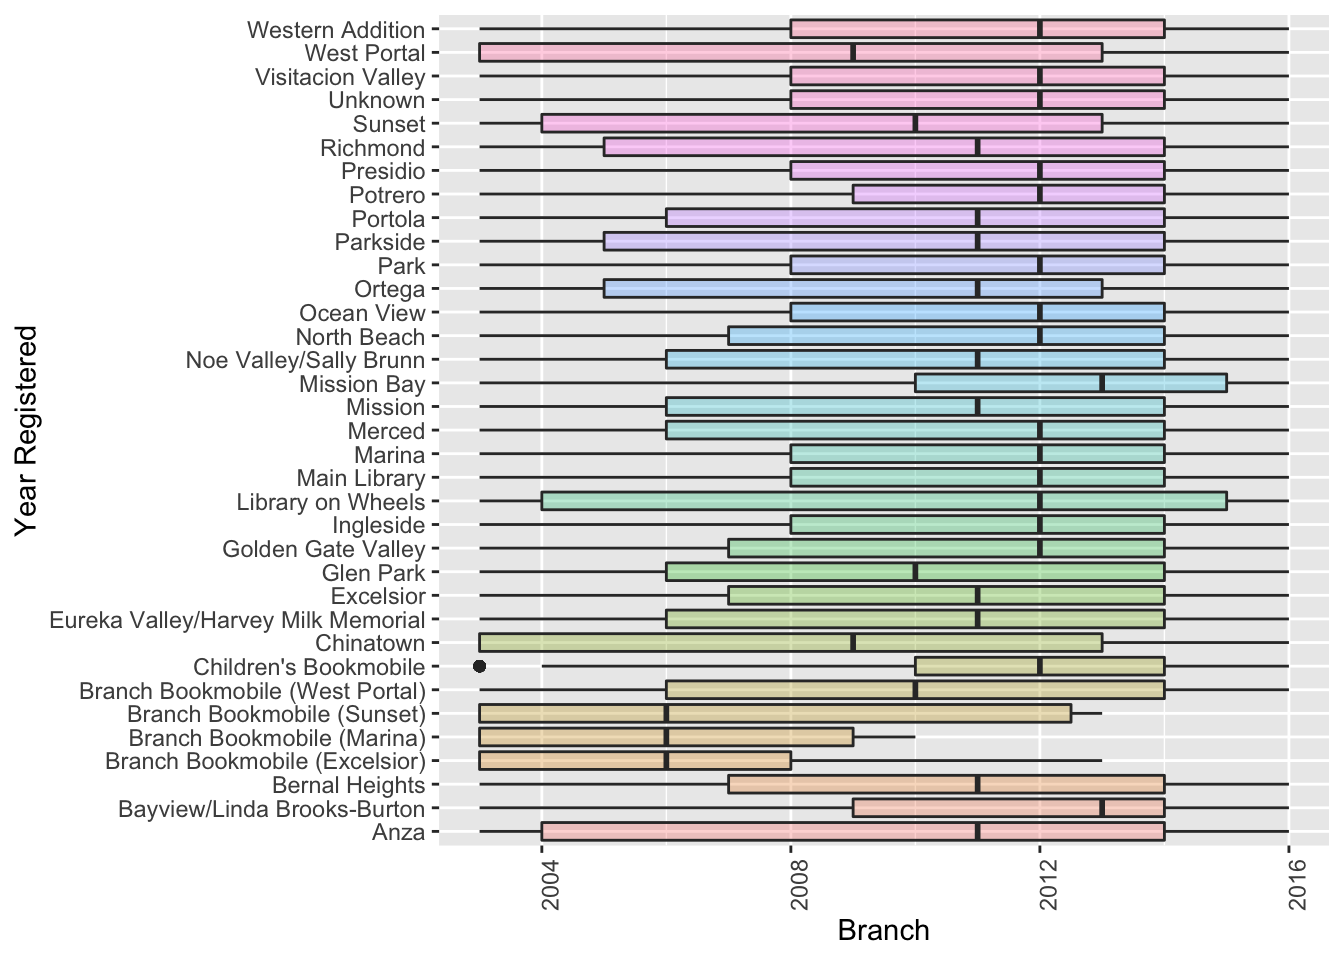 Western Addition
West Portal
Visitacion Valley
Unknown
Sunset
Richmond
Presidio
Potrero
Portola
Parkside
Park
Ortega
Ocean View
North Beach
Noe Valley/Sally Brunn
Mission Bay
Mission
Merced
Marina
Main Library
Library on Wheels
Ingleside
Golden Gate Valley
Glen Park
Excelsior
Eureka Valley/Harvey Milk Memorial
Chinatown
Children's Bookmobile
Branch Bookmobile (West Portal)
Branch Bookmobile (Sunset)
Branch Bookmobile (Marina)
Branch Bookmobile (Excelsior)
Bernal Heights
Bayview/Linda Brooks-Burton
Anza
Year Registered
2004
2008
2012
2016
Branch